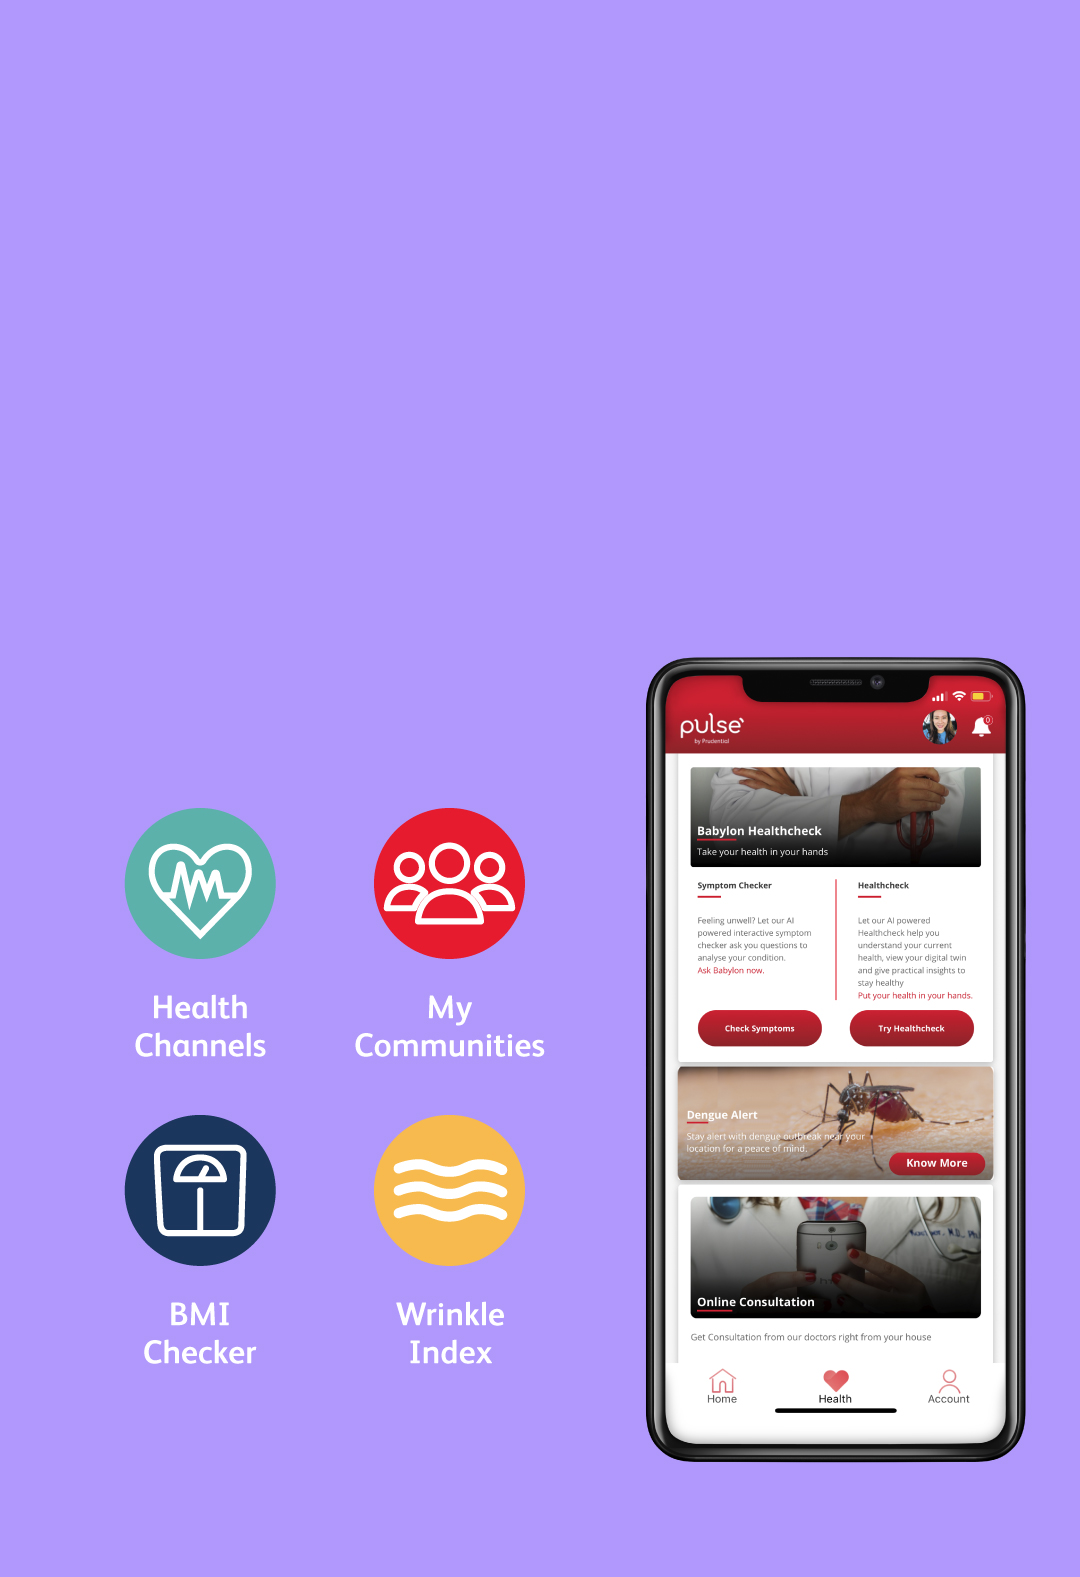 Health
Channels
My
Communities
BMI
Checker
Wrinkle
Index
pulse
by Prudential
0
Babylon Healthcheck
Take your health in your hands
Symptom Checker
Feeling unwell? Let our AI
powered interactive symptom
checker ask you questions to
analyse your condition.
Ask Babylon now.
Check Symptoms
Healthcheck
Let our AI powered
Healthcheck help you
understand your current
health, view your digital twin
and give practical insights to
stay healthy
Put your health in your hands.
Try Healthcheck
Dengue Alert
Stay alert with dengue outbreak near your
location for a peace of mind.
Know More
M.D., Ph.
Online Consultation
Get Consultation from our doctors right from your house
Home
Health
Account